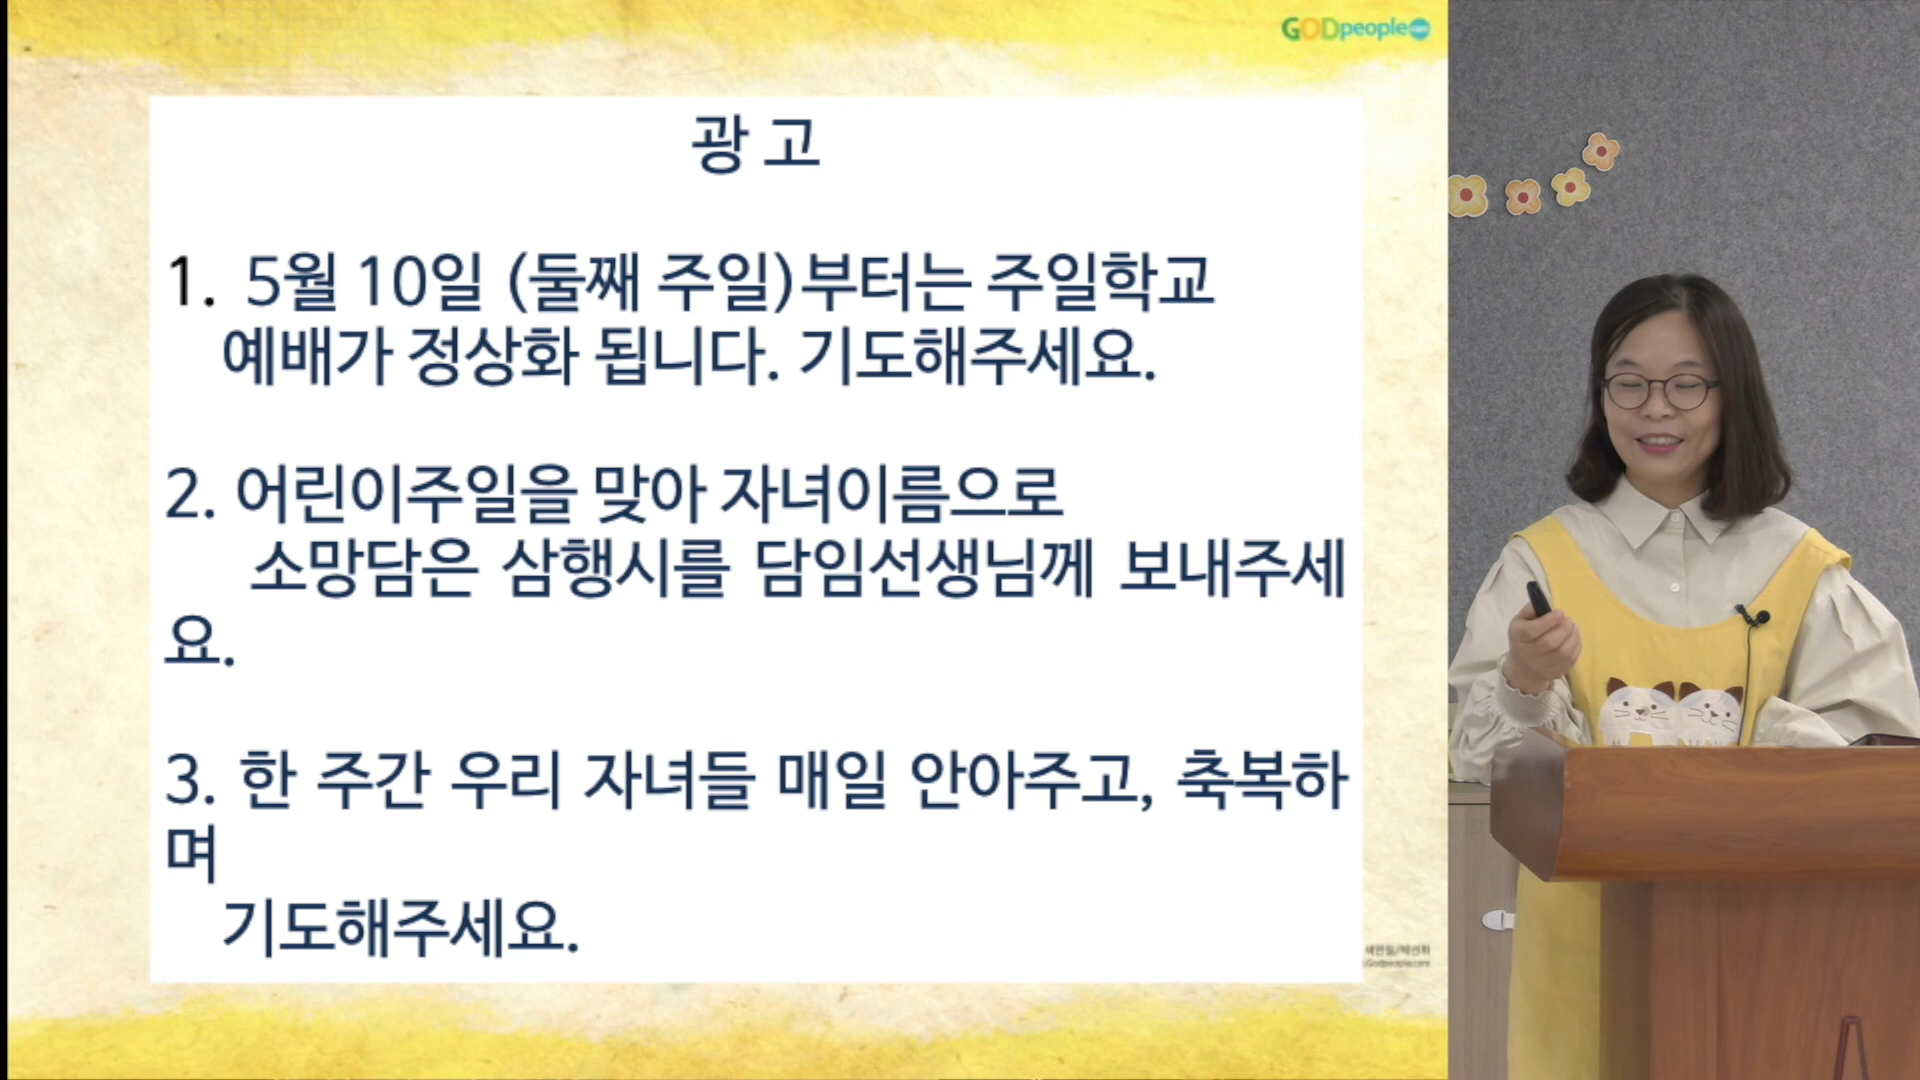 GODpeople
광 고
1. 5월 10일 (둘째 주일)부터는 주일학교
예배가 정상화 됩니다. 기도해주세요.
2. 어린이주일을 맞아 자녀이름으로
소망담은 삼행시를 담임선생님께 보내주세
요.
3. 한 주간 우리 자녀들 매일 안아주고, 축복하
며
기도해주세요.